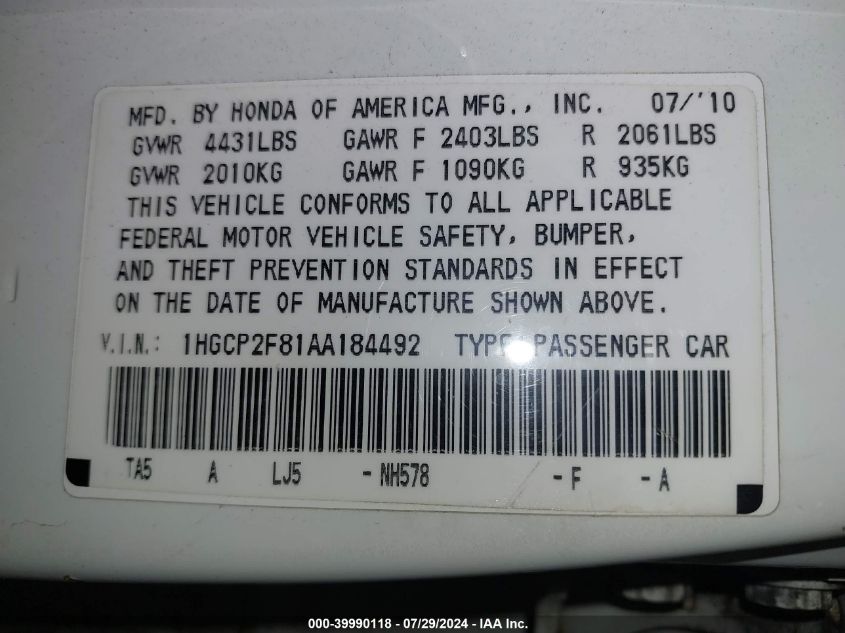 MFD. BY HONDA OF AMERICA MFG., INC. 07/'10
GVWR 4431LBS GAWR F 2403LBS R 2061LBS
GVWR 2010KG GAWR F 1090KG R 935KG
THIS VEHICLE CONFORMS TO ALL APPLICABLE
FEDERAL MOTOR VEHICLE SAFETY, BUMPER,
AND THEFT PREVENTION STANDARDS IN EFFECT
ON THE DATE OF MANUFACTURE SHOWN ABOVE.
V.I.N.: 1HGCP2F81AA184492 TYPE: PASSENGER CAR
TA5 A LJ5 - NH578 - F - A
000-39990118 - 07/29/2024 - IAA Inc.